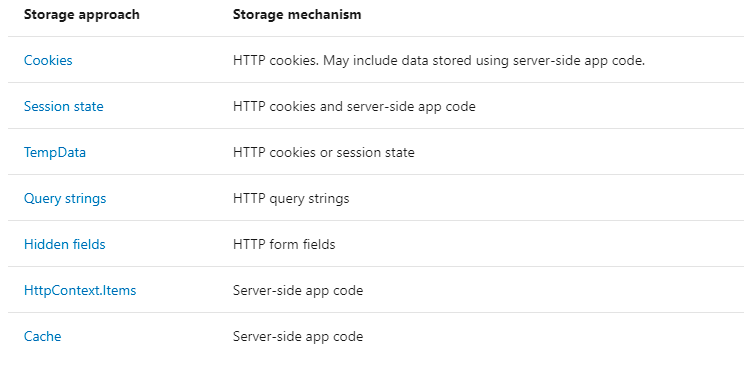 Storage approach Storage mechanism
Cookies HTTP cookies. May include data stored using server-side app code.
Session state HTTP cookies and server-side app code
TempData HTTP cookies or session state
Query strings HTTP query strings
Hidden fields HTTP form fields
HttpContext.Items Server-side app code
Cache Server-side app code